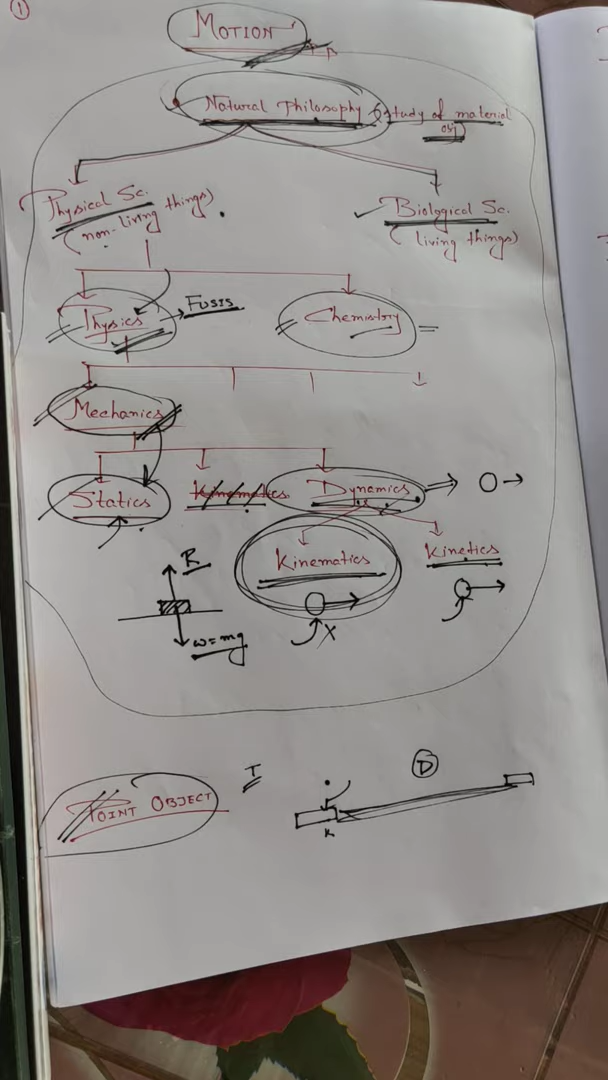 1
MOTION
Natural Philosophy (study of material
obj)
Physical Sc.
(non-living things).
Biological Sc.
(living things)
Physics → FUSIS
Chemistry
Mechanics
Statics
Kinematics.
Dynamics
Kinematics
Kinetics
R
X
w=mg
D
POINT OBJECT